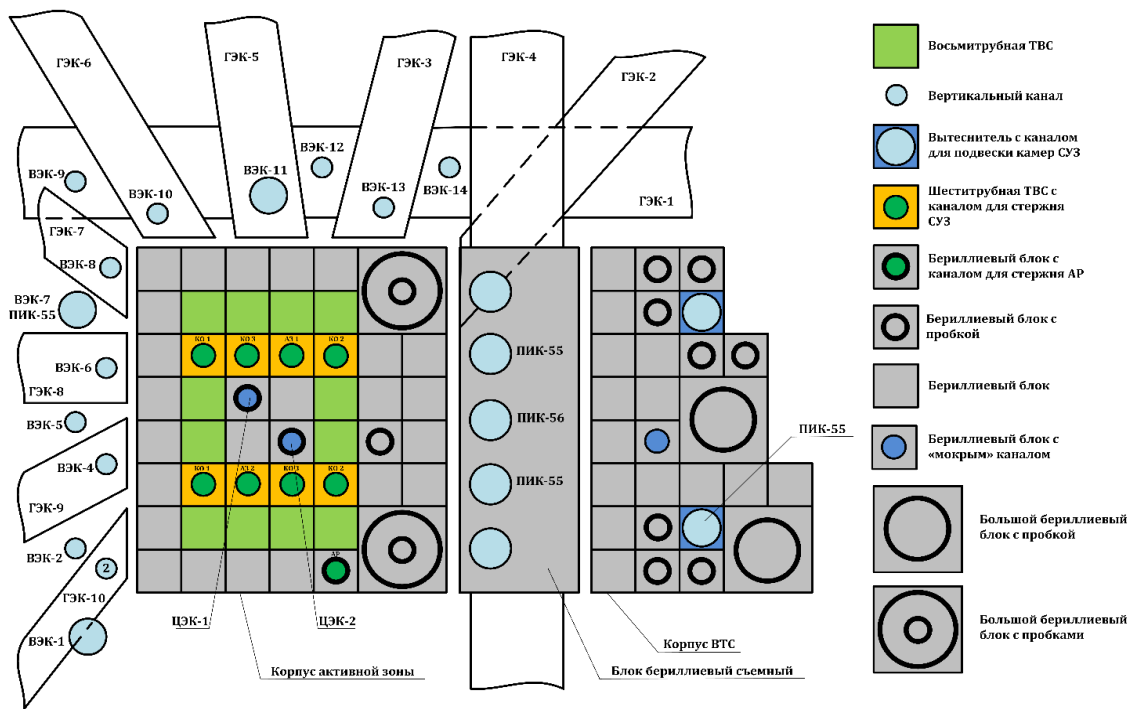 ГЭК-6
ГЭК-5
ГЭК-3
ГЭК-4
ГЭК-2
ВЭК-9
ВЭК-10
ВЭК-11
ВЭК-12
ВЭК-13
ВЭК-14
ГЭК-1
ГЭК-7
ВЭК-8
ВЭК-7
ПИК-55
ВЭК-6
ГЭК-8
ВЭК-5
ВЭК-4
ГЭК-9
ВЭК-2
2
ГЭК-10
ВЭК-1
КО 1
КО 3
АЗ 1
КО 2
КО 1
АЗ 2
КО 3
КО 2
АР
ПИК-55
ПИК-56
ПИК-55
ПИК-55
ЦЭК-1
ЦЭК-2
Корпус активной зоны
Корпус ВТС
Блок бериллиевый съемный
Восьмитрубная ТВС
Вертикальный канал
Вытеснитель с каналом
для подвески камер СУЗ
Шеститрубная ТВС с
каналом для стержня
СУЗ
Бериллиевый блок с
каналом для стержня АР
Бериллиевый блок с
пробкой
Бериллиевый блок
Бериллиевый блок с
«мокрым» каналом
Большой бериллиевый
блок с пробкой
Большой бериллиевый
блок с пробками